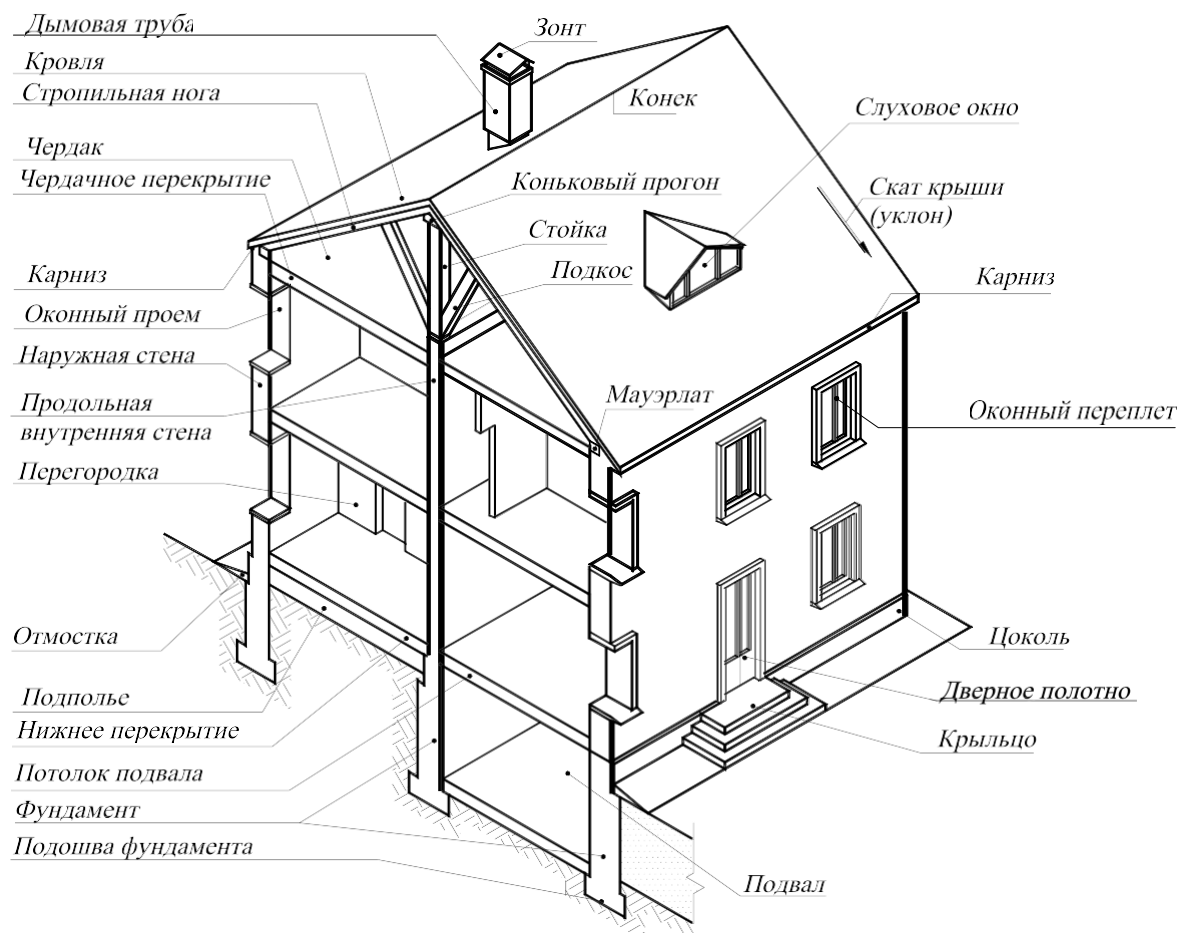 Дымовая труба
Кровля
Стропильная нога
Чердак
Чердачное перекрытие
Карниз
Оконный проем
Наружная стена
Продольная
внутренняя стена
Перегородка
Отмостка
Подполье
Нижнее перекрытие
Потолок подвала
Фундамент
Подошва фундамента
Зонт
Конек
Коньковый прогон
Стойка
Подкос
Мауэрлат
Слуховое окно
Скат крыши
(уклон)
Карниз
Оконный переплет
Цоколь
Дверное полотно
Крыльцо
Подвал